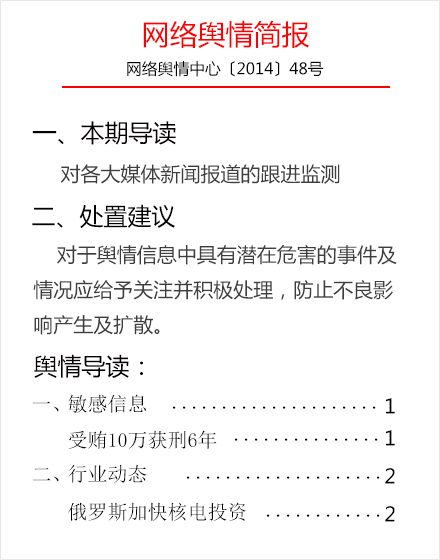 网络舆情简报
网络舆情中心〔2014〕48号
一、本期导读
对各大媒体新闻报道的跟进监测
二、处置建议
对于舆情信息中具有潜在危害的事件及
情况应给予关注并积极处理，防止不良影
响产生及扩散。
舆情导读：
一、敏感信息 ..................... 1
受贿10万获刑6年 ............... 1
二、行业动态 .................... 2
俄罗斯加快核电投资 ............ 2